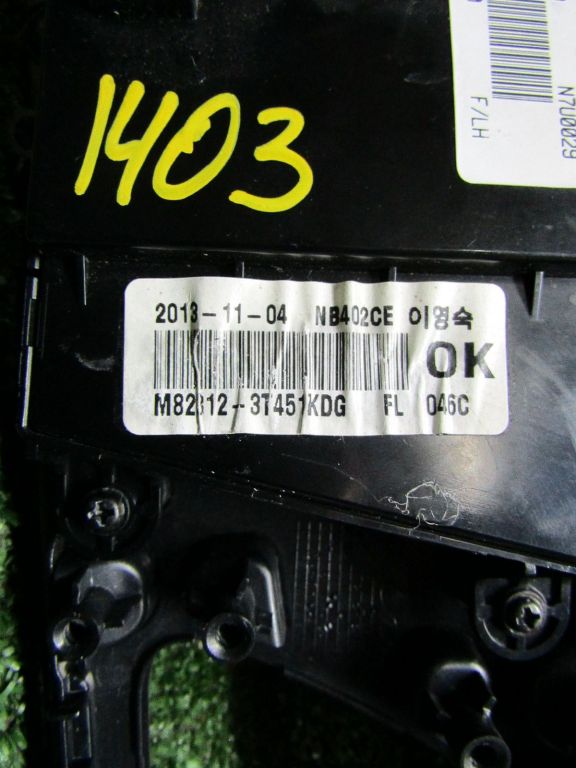 1403
N7U0029
F/LH
2013-11-04 NB402CE 이영숙
OK
M82312-3T451KDG FL 046C